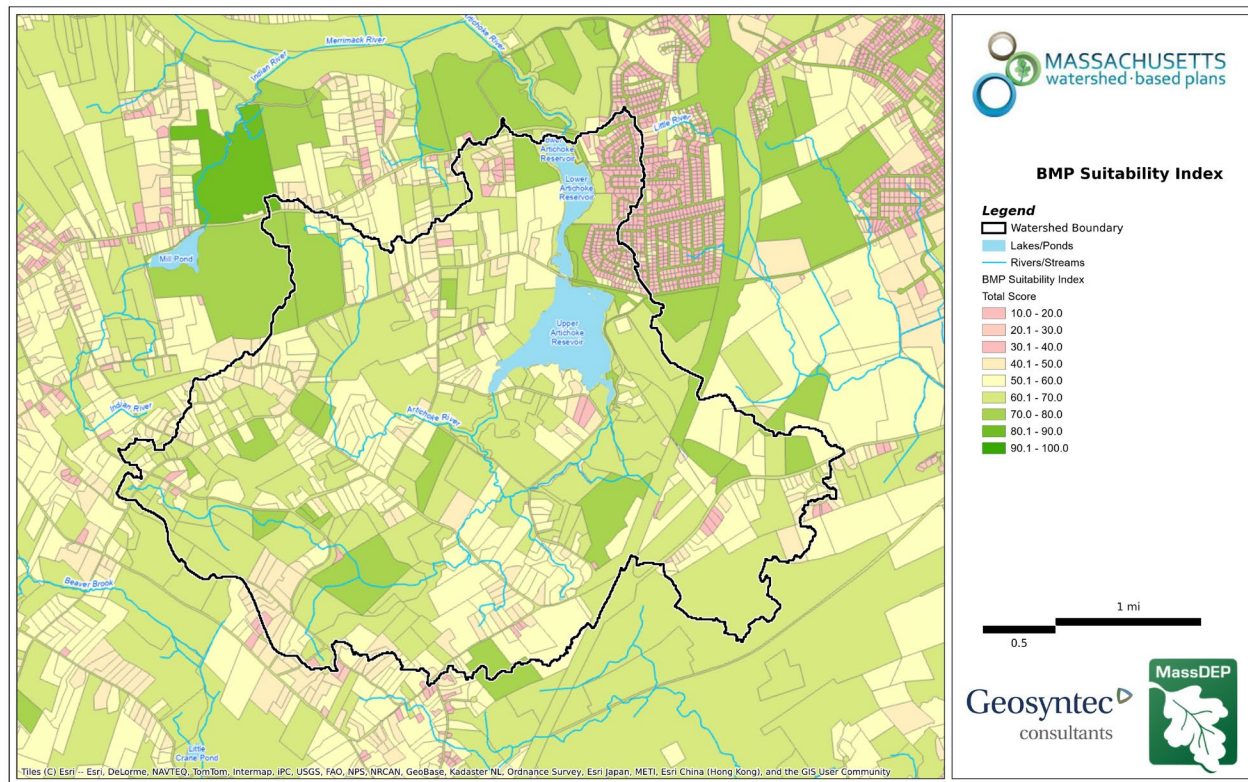 Merrimack River
Indian River
Artichoke River
Little River
Lower
Artichoke
Reservoir
Lower
Artichoke
Reservoir
Mill Pond
Upper
Artichoke
Resevoir
Indian River
Artichoke River
Beaver Brook
Little
Crane Pond
Tiles (C) Esri -- Esri, DeLorme, NAVTEQ, TomTom, Intermap, iPC, USGS, FAO, NPS, NRCAN, GeoBase, Kadaster NL, Ordnance Survey, Esri Japan, METI, Esri China (Hong Kong), and the GIS User Community
MASSACHUSETTS
watershed·based plans
BMP Suitability Index
Legend
Watershed Boundary
Lakes/Ponds
Rivers/Streams
BMP Suitability Index
Total Score
10.0 - 20.0
20.1 - 30.0
30.1 - 40.0
40.1 - 50.0
50.1 - 60.0
60.1 - 70.0
70.0 - 80.0
80.1 - 90.0
90.1 - 100.0
1 mi
0.5
Geosyntec
consultants
MassDEP